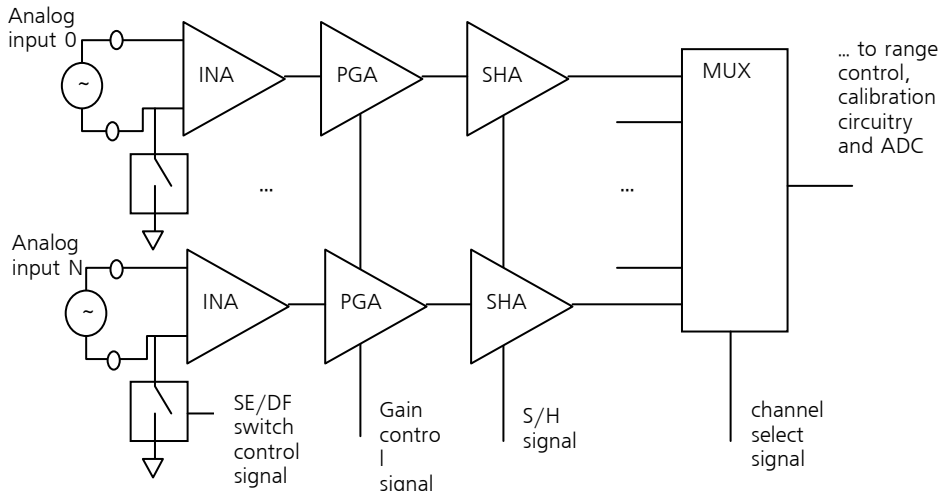 Analog
input 0
~
INA
PGA
SHA
MUX
... to range
control,
calibration
circuitry
and ADC
...
...
Analog
input N
~
INA
PGA
SHA
SE/DF
switch
control
signal
Gain
contro
l
signal
S/H
signal
channel
select
signal